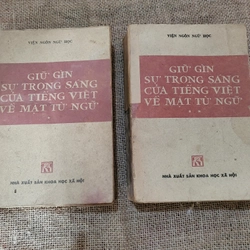 VIỆN NGÔN NGỮ HỌC
GIỮ GÌN
SỰ TRONG SÁNG
CỦA TIẾNG VIỆT
VỀ MẶT TỪ NGỮ
*
NHÀ XUẤT BẢN KHOA HỌC XÃ HỘI
VIỆN NGÔN NGỮ HỌC
GIỮ GÌN
SỰ TRONG SÁNG
CỦA TIẾNG VIỆT
VỀ MẶT TỪ NGỮ
* *
NHÀ XUẤT BẢN KHOA HỌC XÃ HỘI